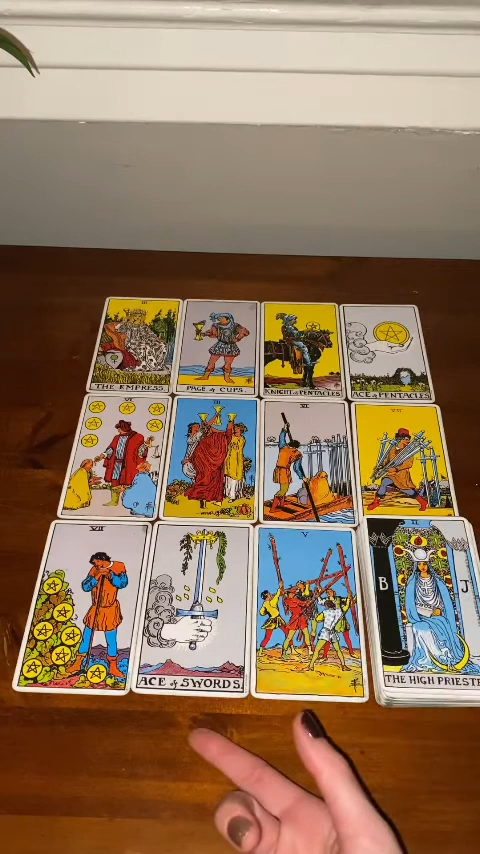 III
THE EMPRESS.
PAGE of CUPS.
KNIGHT of PENTACLES.
ACE of PENTACLES.
VI
III
VI
VII
VII
ACE of SWORDS.
V
II
B
J
THE HIGH PRIESTE